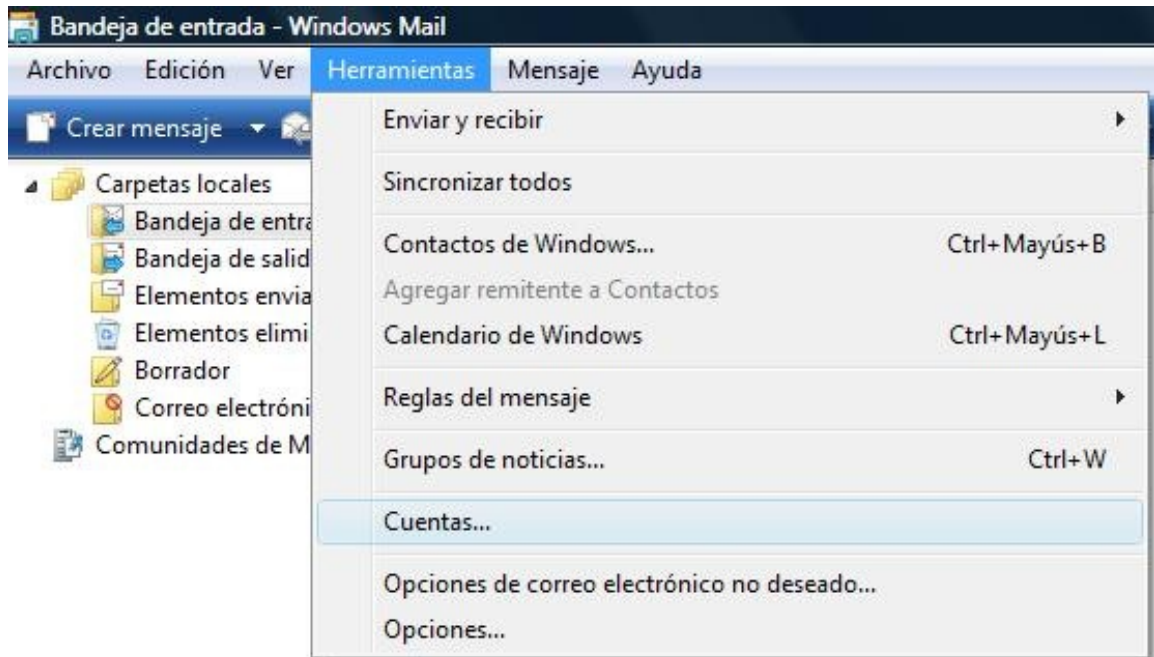 Bandeja de entrada - Windows Mail
Archivo Edición Ver Herramientas Mensaje Ayuda
Crear mensaje
Enviar y recibir
Carpetas locales
Sincronizar todos
Bandeja de entra
Contactos de Windows... Ctrl+Mayús+B
Bandeja de salid
Agregar remitente a Contactos
Elementos envia
Elementos elimi
Calendario de Windows Ctrl+Mayús+L
Borrador
Reglas del mensaje
Correo electróni
Comunidades de M
Grupos de noticias... Ctrl+W
Cuentas...
Opciones de correo electrónico no deseado...
Opciones...